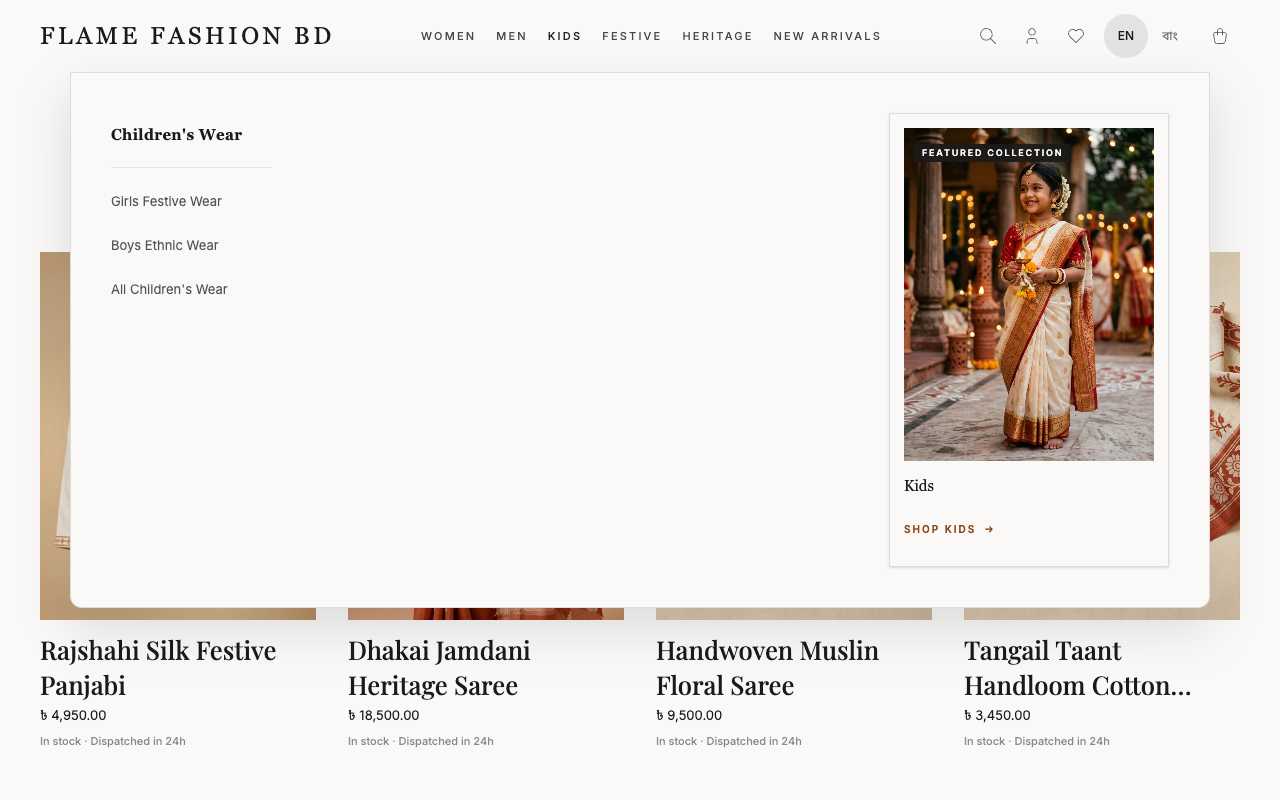 FLAME FASHION BD
WOMEN MEN KIDS FESTIVE HERITAGE NEW ARRIVALS
EN বাং
Children's Wear
Girls Festive Wear
Boys Ethnic Wear
All Children's Wear
FEATURED COLLECTION
Kids
SHOP KIDS →
Rajshahi Silk Festive
Panjabi
৳ 4,950.00
In stock · Dispatched in 24h
Dhakai Jamdani
Heritage Saree
৳ 18,500.00
In stock · Dispatched in 24h
Handwoven Muslin
Floral Saree
৳ 9,500.00
In stock · Dispatched in 24h
Tangail Taant
Handloom Cotton...
৳ 3,450.00
In stock · Dispatched in 24h